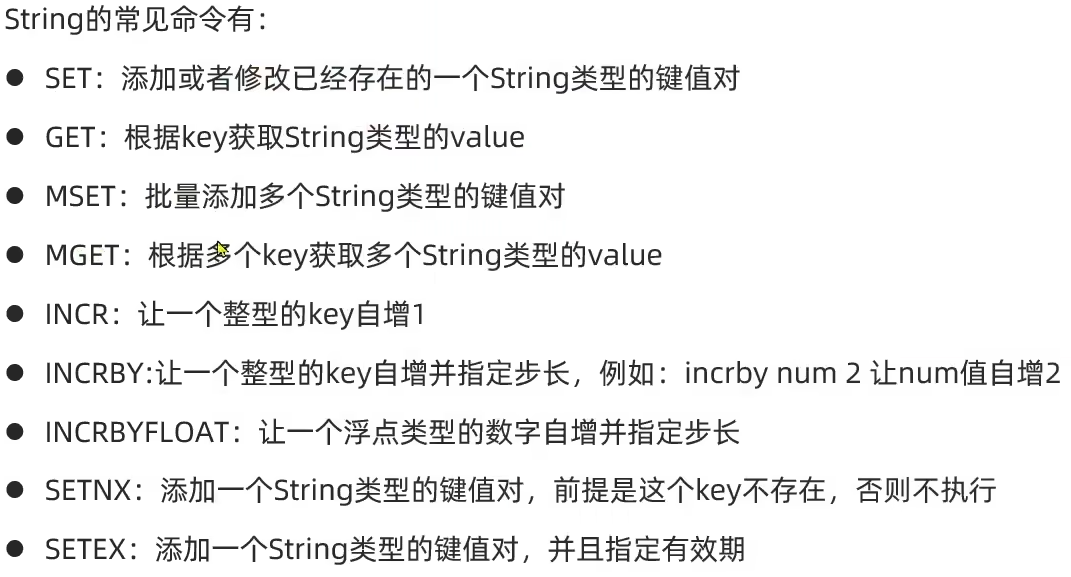 String的常见命令有：
● SET：添加或者修改已经存在的一个String类型的键值对
● GET：根据key获取String类型的value
● MSET：批量添加多个String类型的键值对
● MGET：根据多个key获取多个String类型的value
● INCR：让一个整型的key自增1
● INCRBY:让一个整型的key自增并指定步长，例如：incrby num 2 让num值自增2
● INCRBYFLOAT：让一个浮点类型的数字自增并指定步长
● SETNX：添加一个String类型的键值对，前提是这个key不存在，否则不执行
● SETEX：添加一个String类型的键值对，并且指定有效期